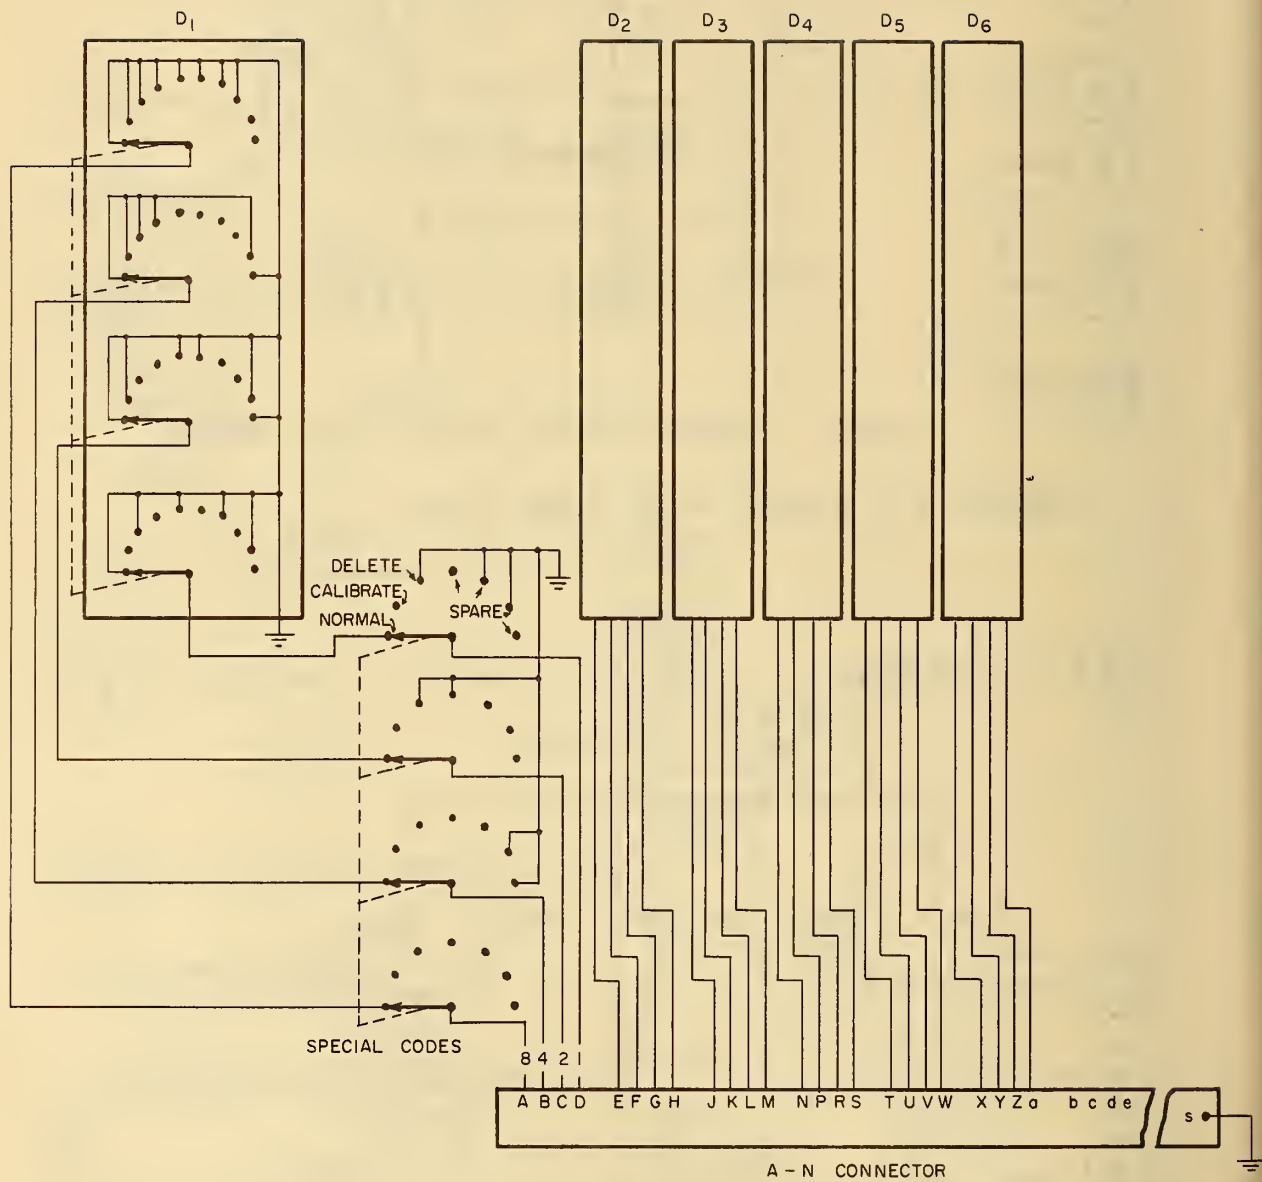 D1 D2 D3 D4 D5 D6
DELETE
CALIBRATE
NORMAL
SPARE
SPECIAL CODES
8 4 2 1
A B C D E F G H J K L M N P R S T U V W X Y Z a b c d e s
A-N CONNECTOR